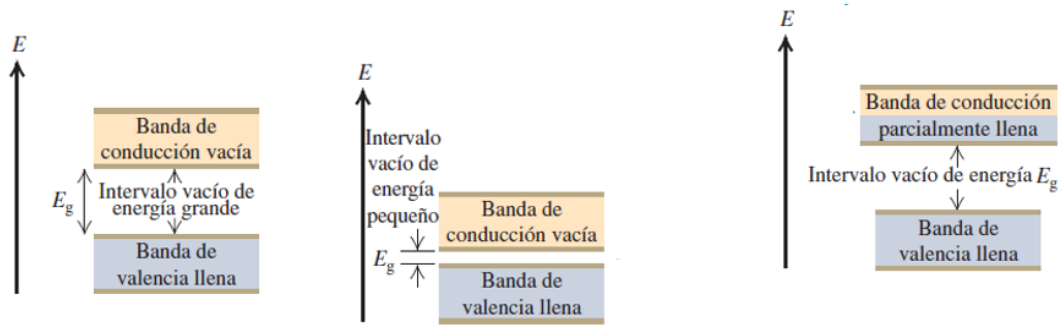 E
Banda de
conducción vacía
E_g
Intervalo vacío de
energía grande
Banda de
valencia llena
E
Intervalo
vacío de
energía
pequeño
Banda de
conducción vacía
E_g
Banda de
valencia llena
E
Banda de conducción
parcialmente llena
Intervalo vacío de energía E_g
Banda de
valencia llena